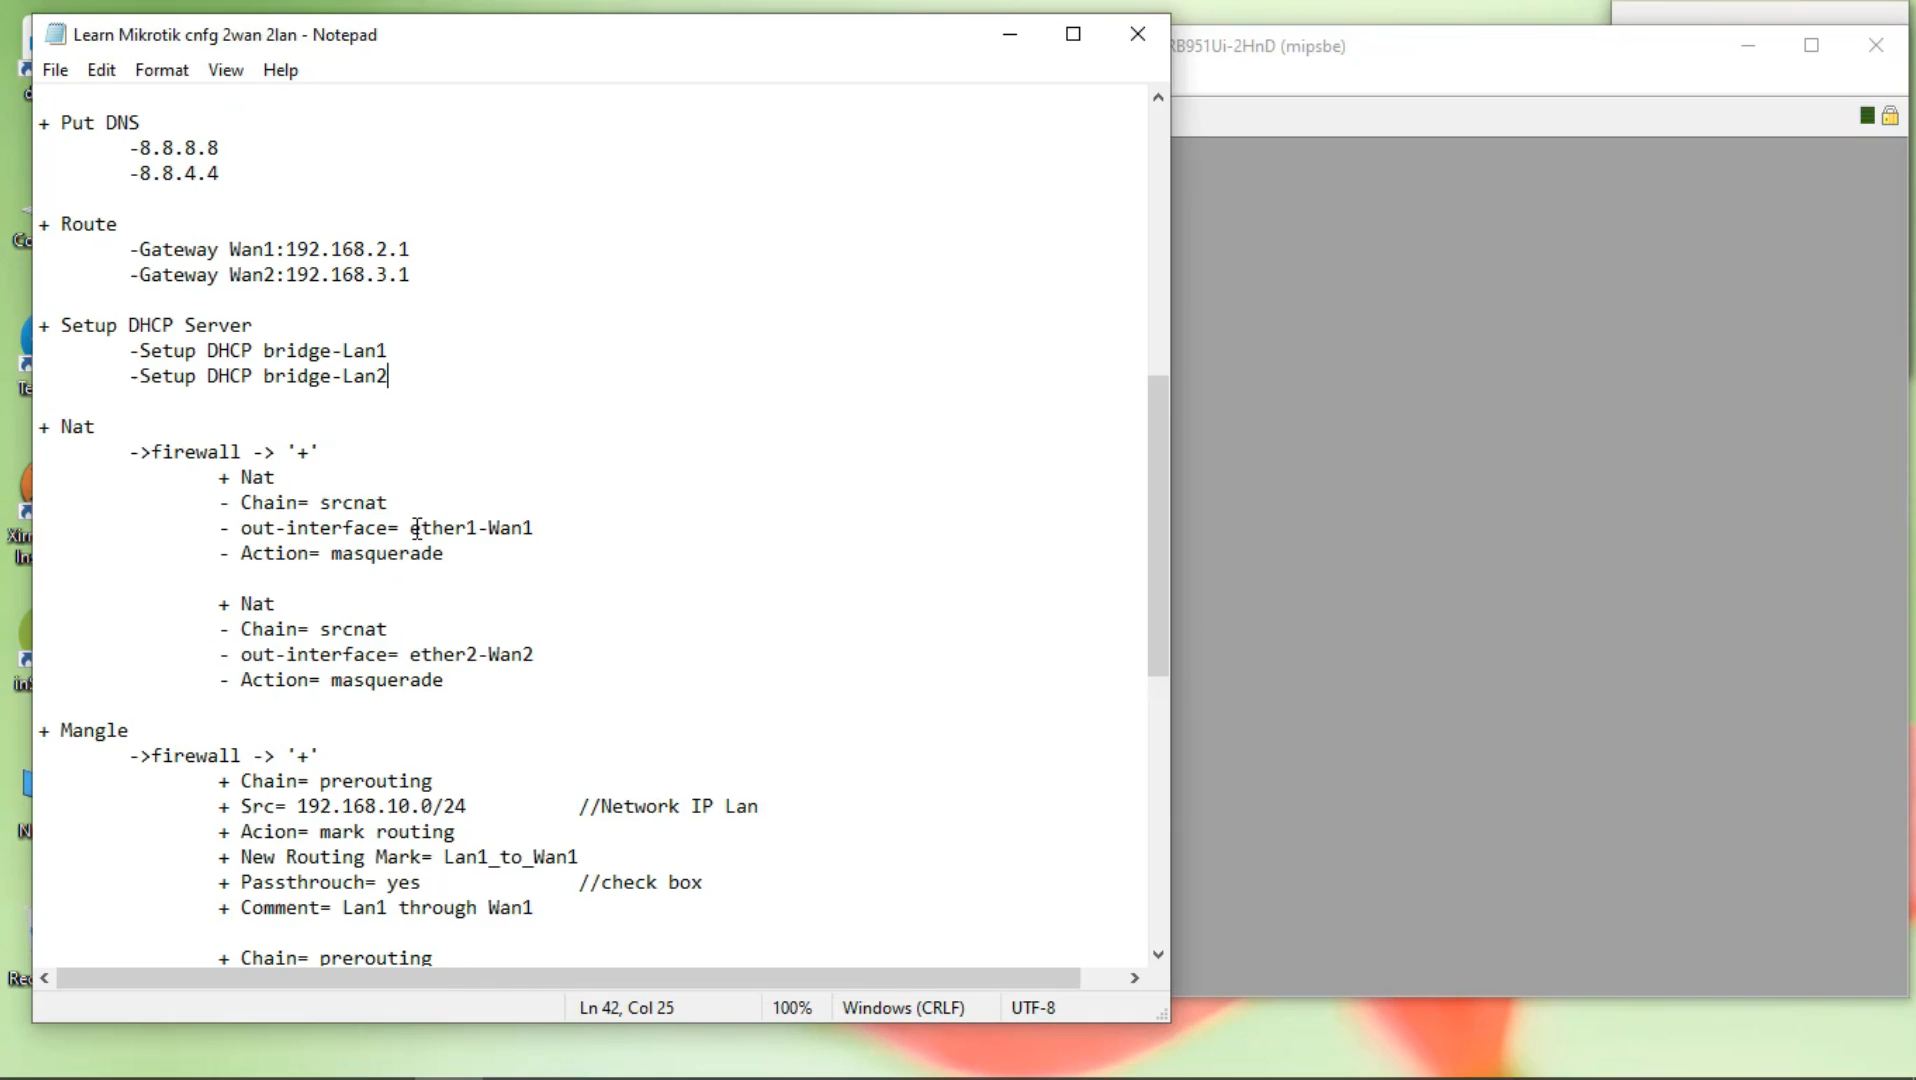 Learn Mikrotik cnfg 2wan 2lan - Notepad
RB951Ui-2HnD (mipsbe)
File Edit Format View Help
+ Put DNS
-8.8.8.8
-8.8.4.4
+ Route
-Gateway Wan1:192.168.2.1
-Gateway Wan2:192.168.3.1
+ Setup DHCP Server
-Setup DHCP bridge-Lan1
-Setup DHCP bridge-Lan2
+ Nat
->firewall -> '+'
+ Nat
- Chain= srcnat
- out-interface= ether1-Wan1
- Action= masquerade
+ Nat
- Chain= srcnat
- out-interface= ether2-Wan2
- Action= masquerade
+ Mangle
->firewall -> '+'
+ Chain= prerouting
+ Src= 192.168.10.0/24 //Network IP Lan
+ Acion= mark routing
+ New Routing Mark= Lan1_to_Wan1
+ Passthrouch= yes //check box
+ Comment= Lan1 through Wan1
+ Chain= prerouting
Ln 42, Col 25 100% Windows (CRLF) UTF-8